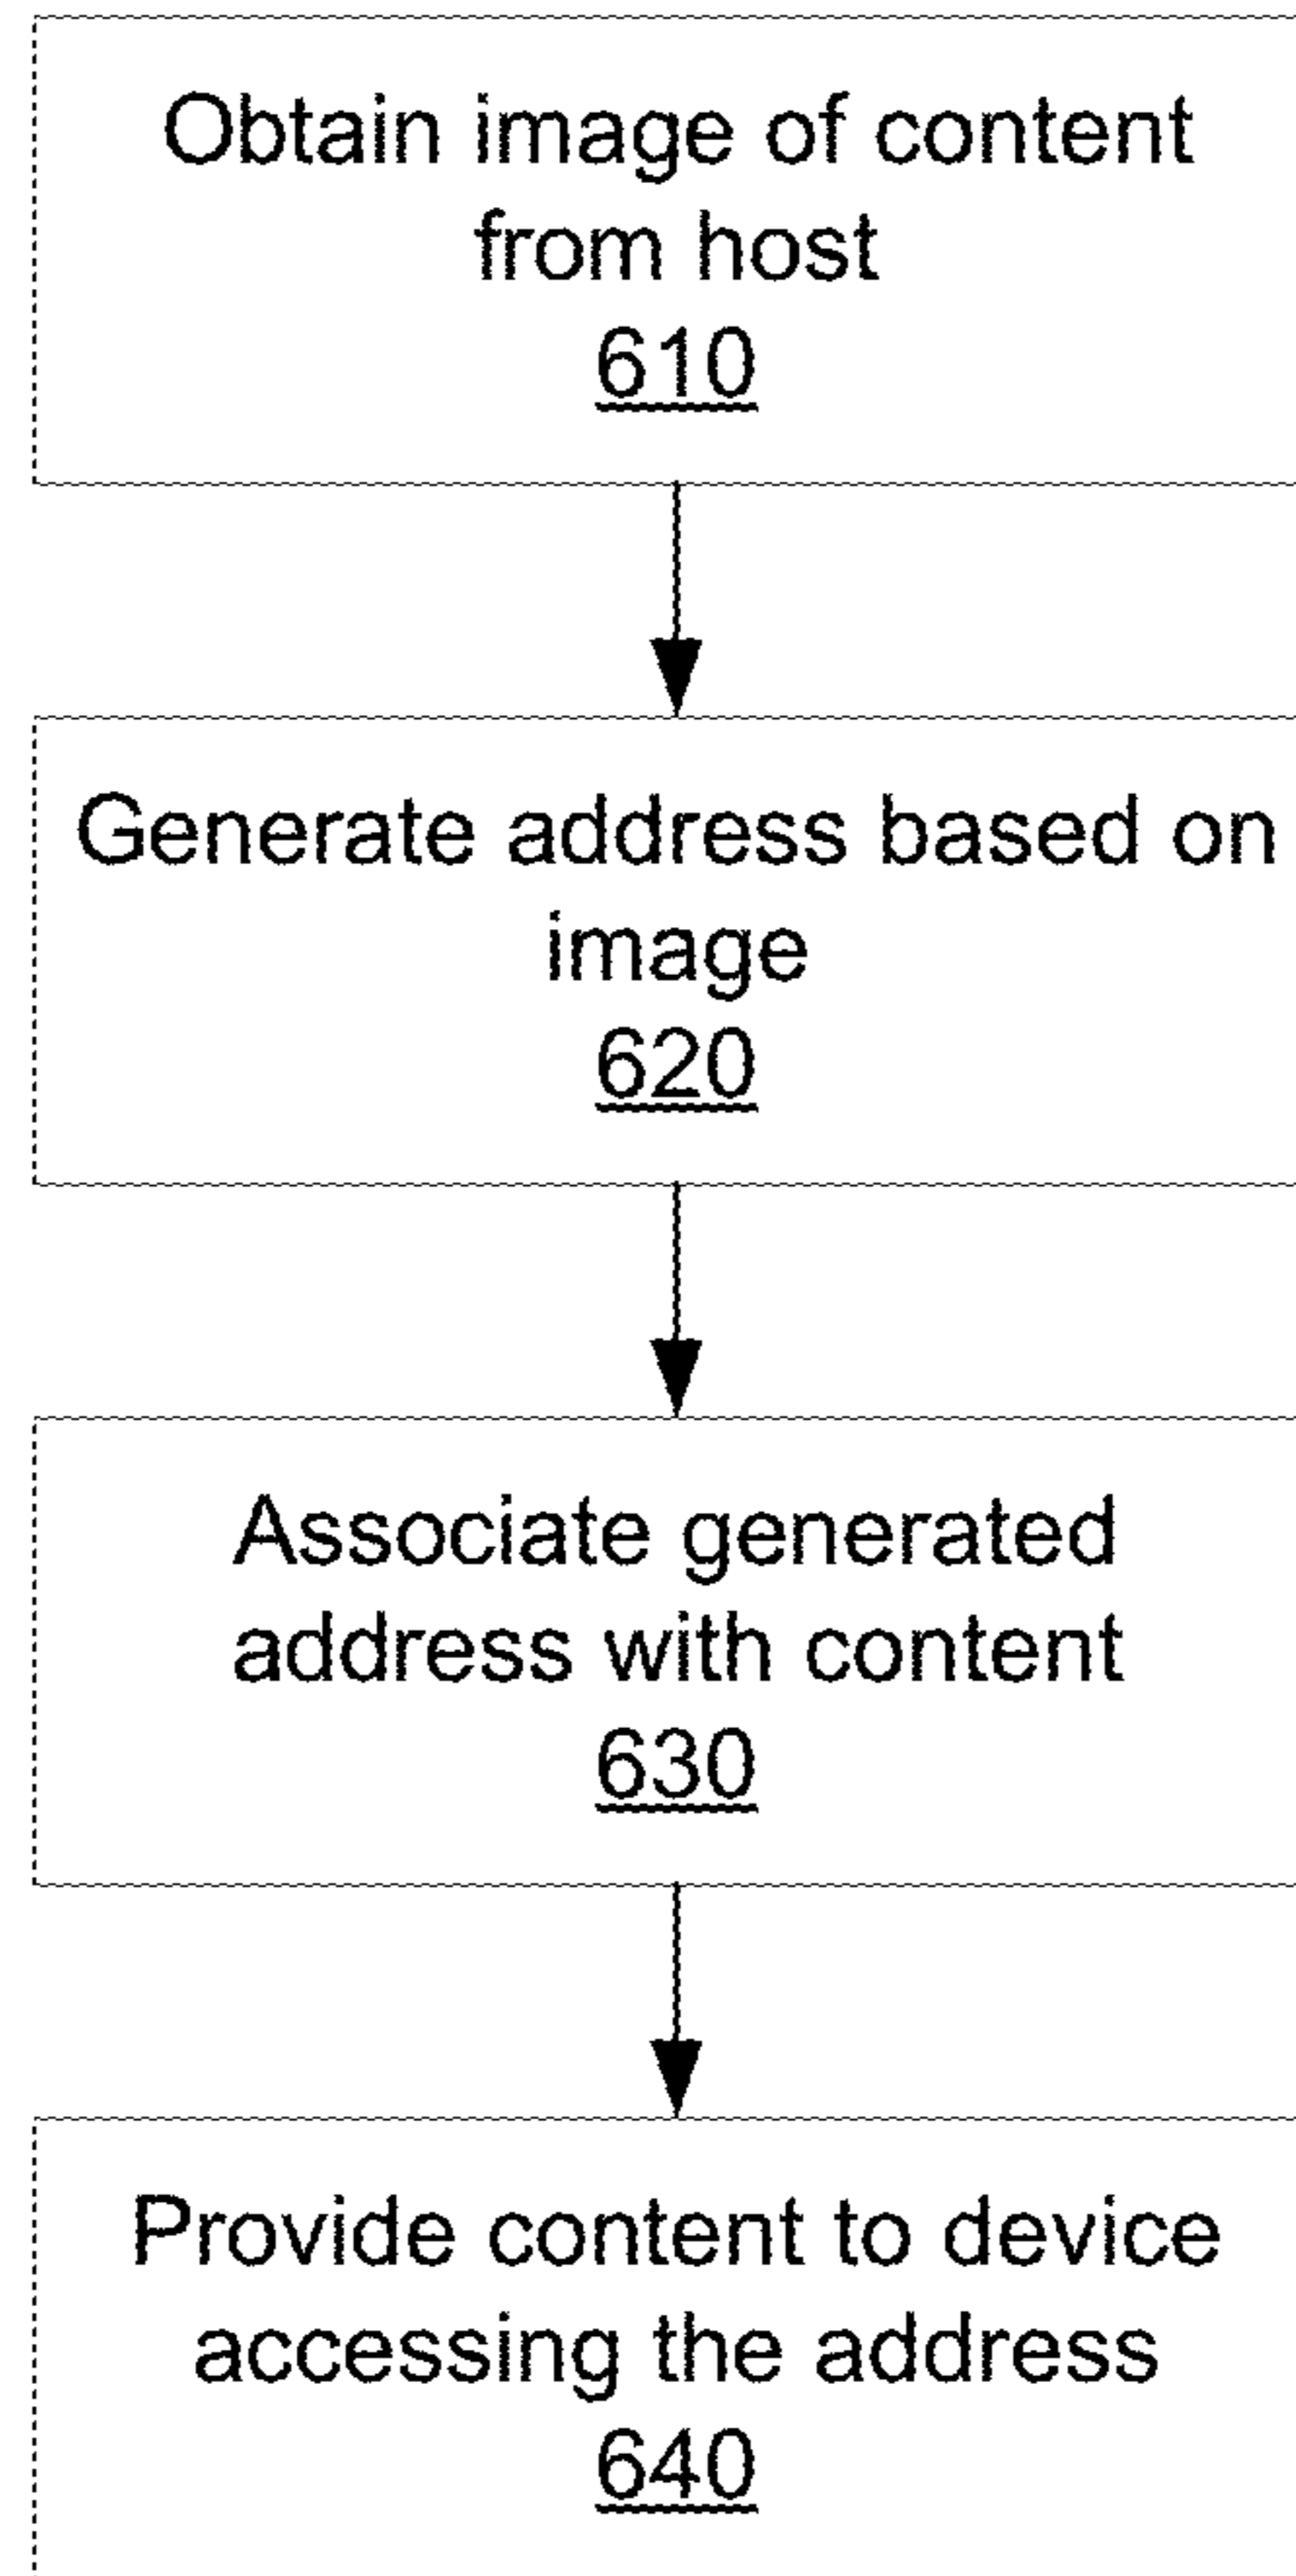 Obtain image of content
from host
610
Generate address based on
image
620
Associate generated
address with content
630
Provide content to device
accessing the address
640